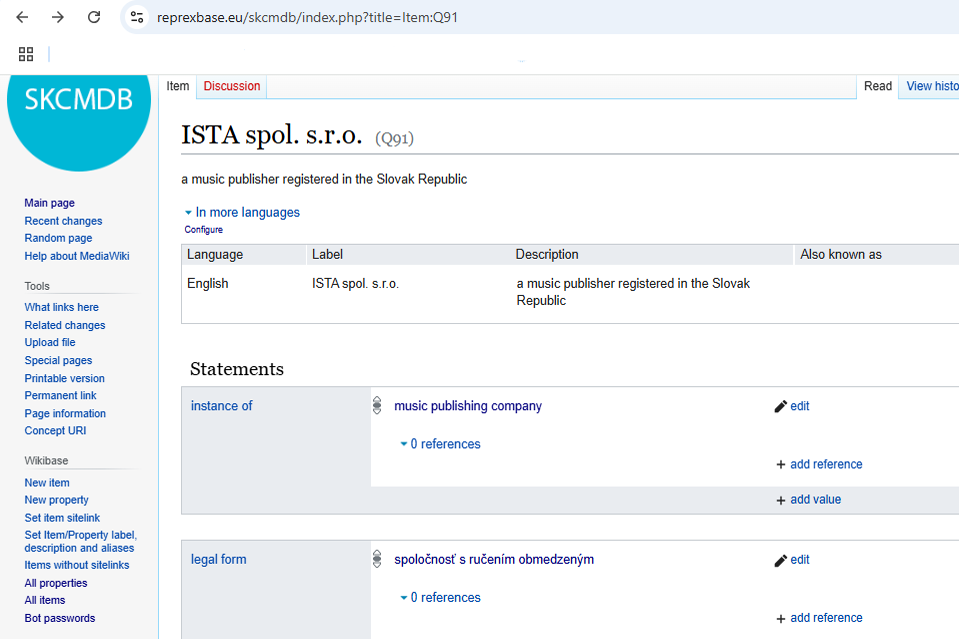 reprexbase.eu/skcmdb/index.php?title=Item:Q91
SKCMDB
Item
Discussion
Read
View histo
ISTA spol. s.r.o. (Q91)
a music publisher registered in the Slovak Republic
In more languages
Configure
Language Label Description Also known as
English ISTA spol. s.r.o. a music publisher registered in the Slovak
Republic
Statements
instance of
music publishing company
edit
0 references
+ add reference
+ add value
legal form
spoločnosť s ručením obmedzeným
edit
0 references
+ add reference
Main page
Recent changes
Random page
Help about MediaWiki
Tools
What links here
Related changes
Upload file
Special pages
Printable version
Permanent link
Page information
Concept URI
Wikibase
New item
New property
Set item sitelink
Set Item/Property label,
description and aliases
Items without sitelinks
All properties
All items
Bot passwords